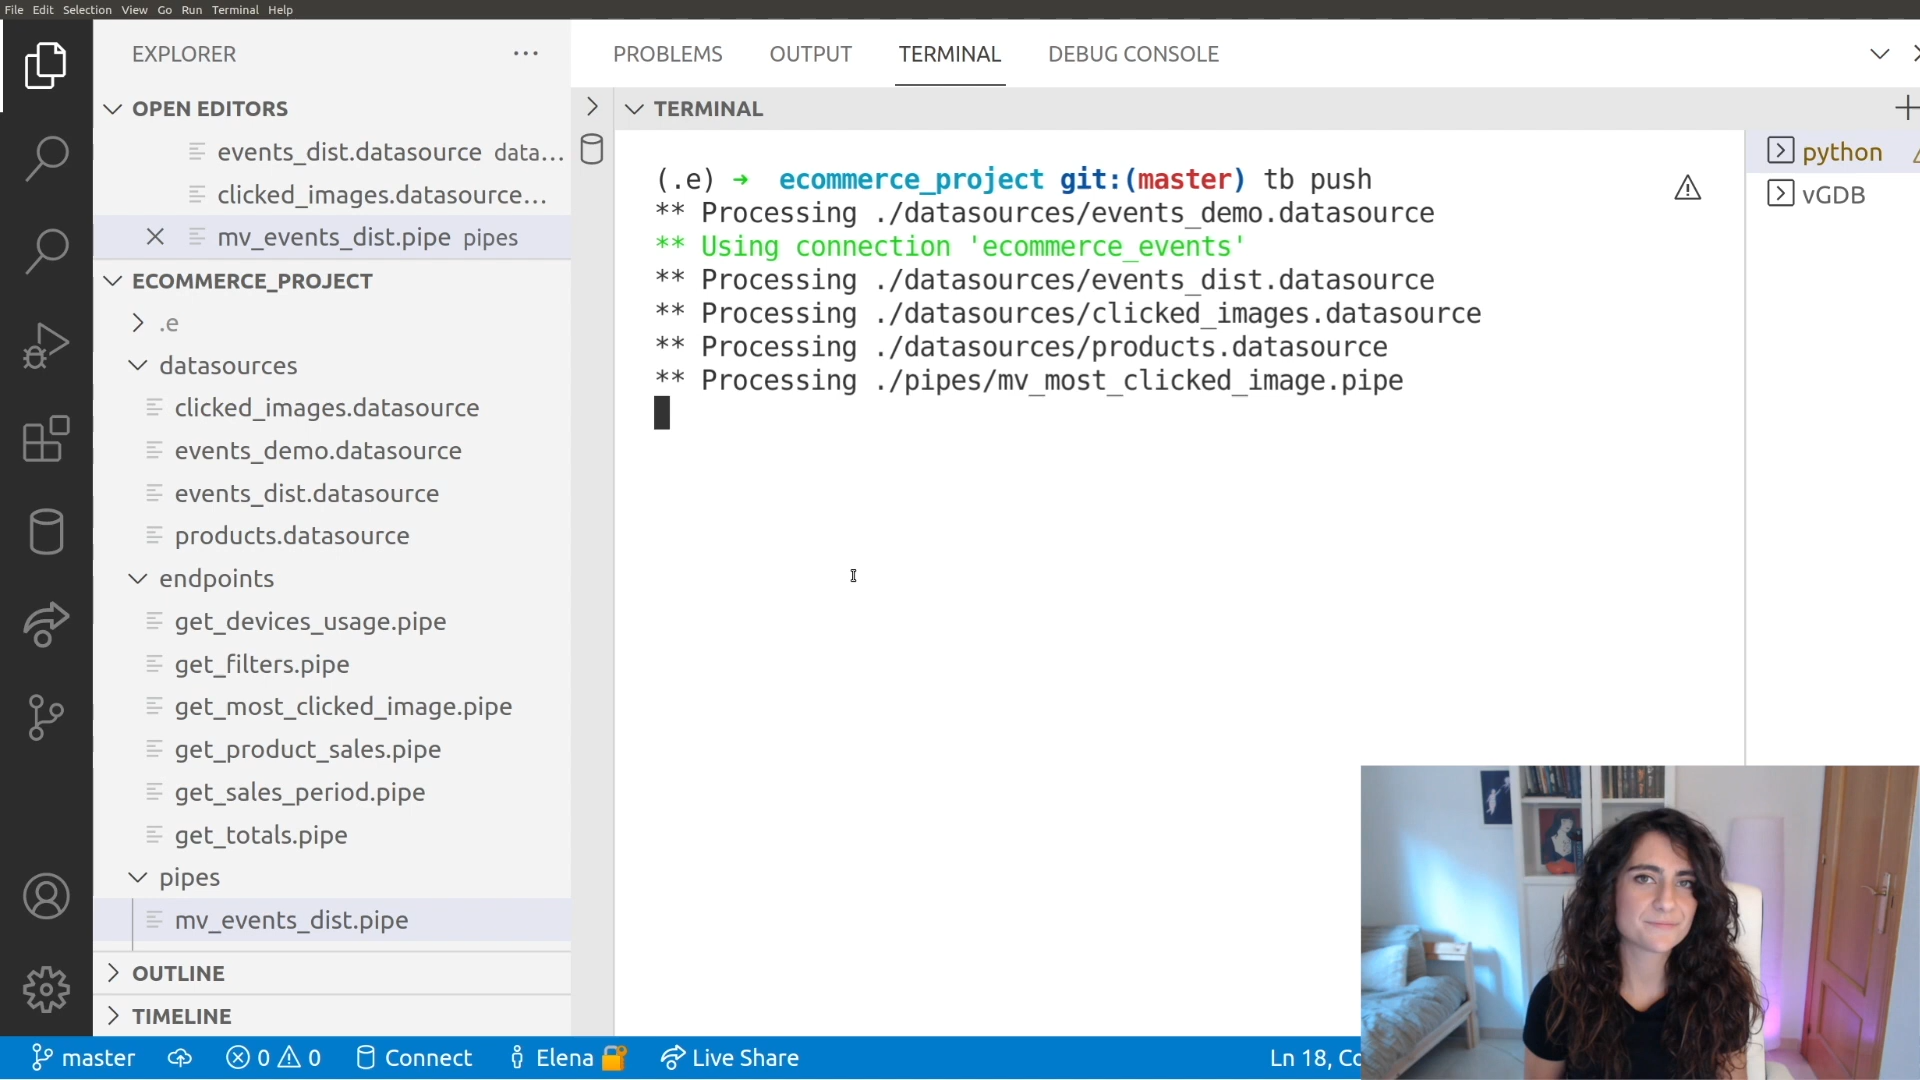 File Edit Selection View Go Run Terminal Help
EXPLORER
OPEN EDITORS
events_dist.datasource data...
clicked_images.datasource...
mv_events_dist.pipe pipes
ECOMMERCE_PROJECT
.e
datasources
clicked_images.datasource
events_demo.datasource
events_dist.datasource
products.datasource
endpoints
get_devices_usage.pipe
get_filters.pipe
get_most_clicked_image.pipe
get_product_sales.pipe
get_sales_period.pipe
get_totals.pipe
pipes
mv_events_dist.pipe
OUTLINE
TIMELINE
PROBLEMS OUTPUT TERMINAL DEBUG CONSOLE
TERMINAL
(.e) ➜ ecommerce_project git:(master) tb push
** Processing ./datasources/events_demo.datasource
** Using connection 'ecommerce_events'
** Processing ./datasources/events_dist.datasource
** Processing ./datasources/clicked_images.datasource
** Processing ./datasources/products.datasource
** Processing ./pipes/mv_most_clicked_image.pipe
python
vGDB
master 0 0 Connect Elena Live Share Ln 18, Co